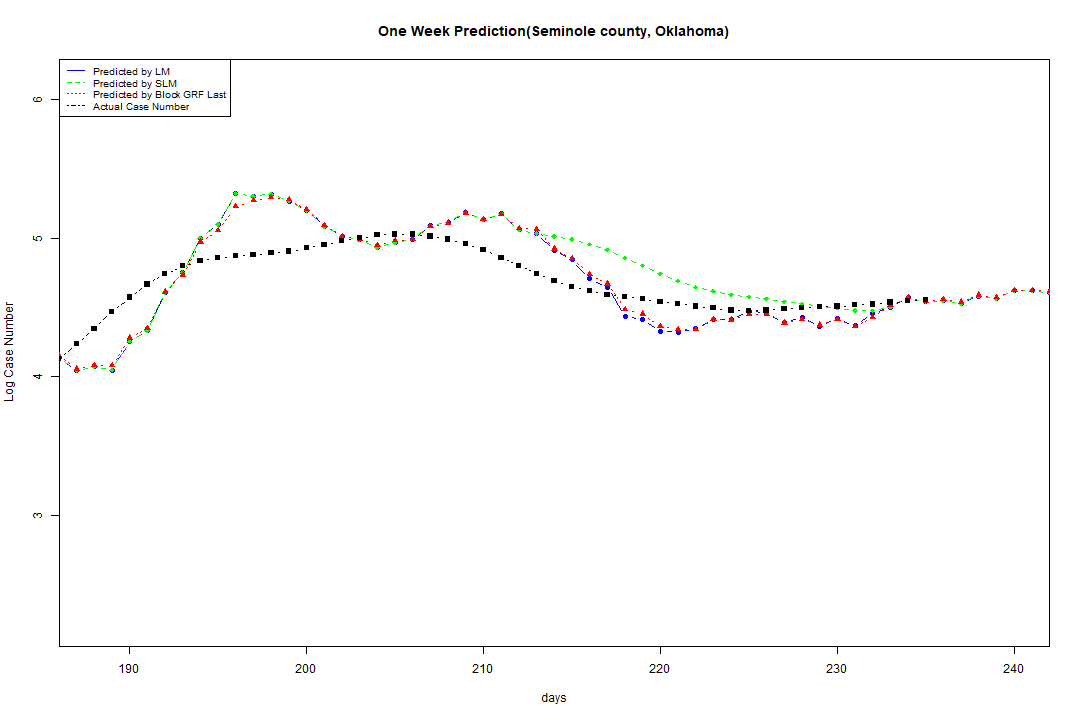 One Week Prediction(Seminole county, Oklahoma)
Predicted by LM
Predicted by SLM
Predicted by Block GRF Last
Actual Case Number
6
5
4
3
Log Case Number
190 200 210 220 230 240
days